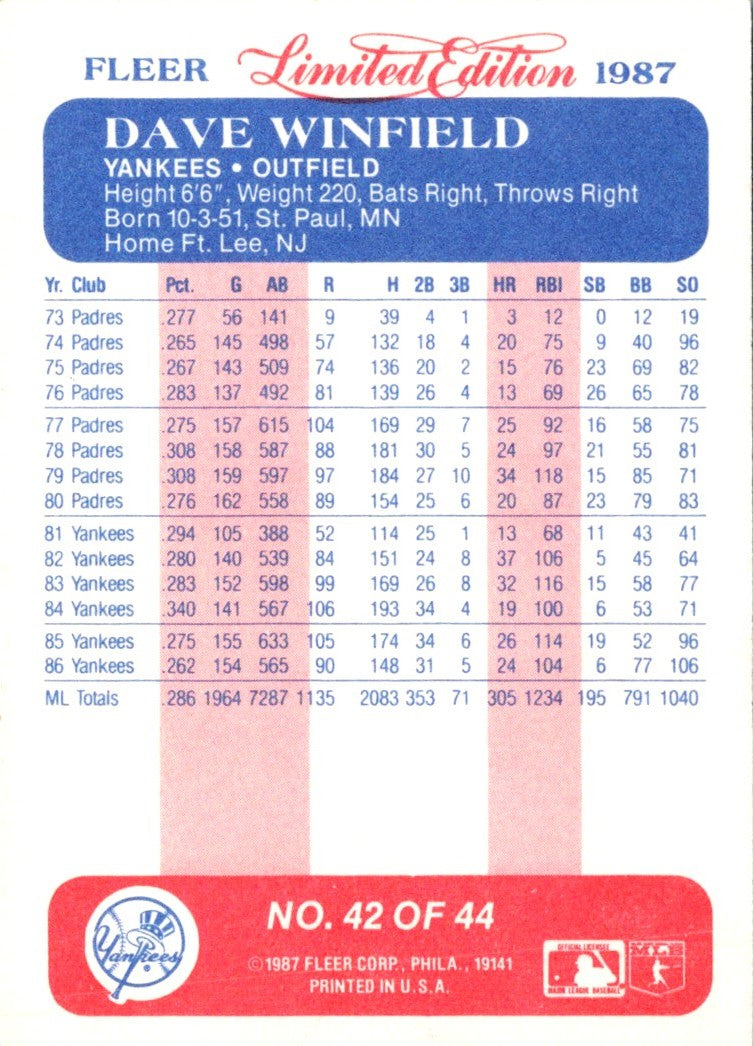 FLEER Limited Edition 1987
DAVE WINFIELD
YANKEES • OUTFIELD
Height 6'6", Weight 220, Bats Right, Throws Right
Born 10-3-51, St. Paul, MN
Home Ft. Lee, NJ
Yr. Club Pct. G AB R H 2B 3B HR RBI SB BB SO
73 Padres .277 56 141 9 39 4 1 3 12 0 12 19
74 Padres .265 145 498 57 132 18 4 20 75 9 40 96
75 Padres .267 143 509 74 136 20 2 15 76 23 69 82
76 Padres .283 137 492 81 139 26 4 13 69 26 65 78
77 Padres .275 157 615 104 169 29 7 25 92 16 58 75
78 Padres .308 158 587 88 181 30 5 24 97 21 55 81
79 Padres .308 159 597 97 184 27 10 34 118 15 85 71
80 Padres .276 162 558 89 154 25 6 20 87 23 79 83
81 Yankees .294 105 388 52 114 25 1 13 68 11 43 41
82 Yankees .280 140 539 84 151 24 8 37 106 5 45 64
83 Yankees .283 152 598 99 169 26 8 32 116 15 58 77
84 Yankees .340 141 567 106 193 34 4 19 100 6 53 71
85 Yankees .275 155 633 105 174 34 6 26 114 19 52 96
86 Yankees .262 154 565 90 148 31 5 24 104 6 77 106
ML Totals .286 1964 7287 1135 2083 353 71 305 1234 195 791 1040
NO. 42 OF 44
Yankees ®
©1987 FLEER CORP., PHILA., 19141
PRINTED IN U.S.A.
OFFICIAL LICENSEE
MAJOR LEAGUE BASEBALL